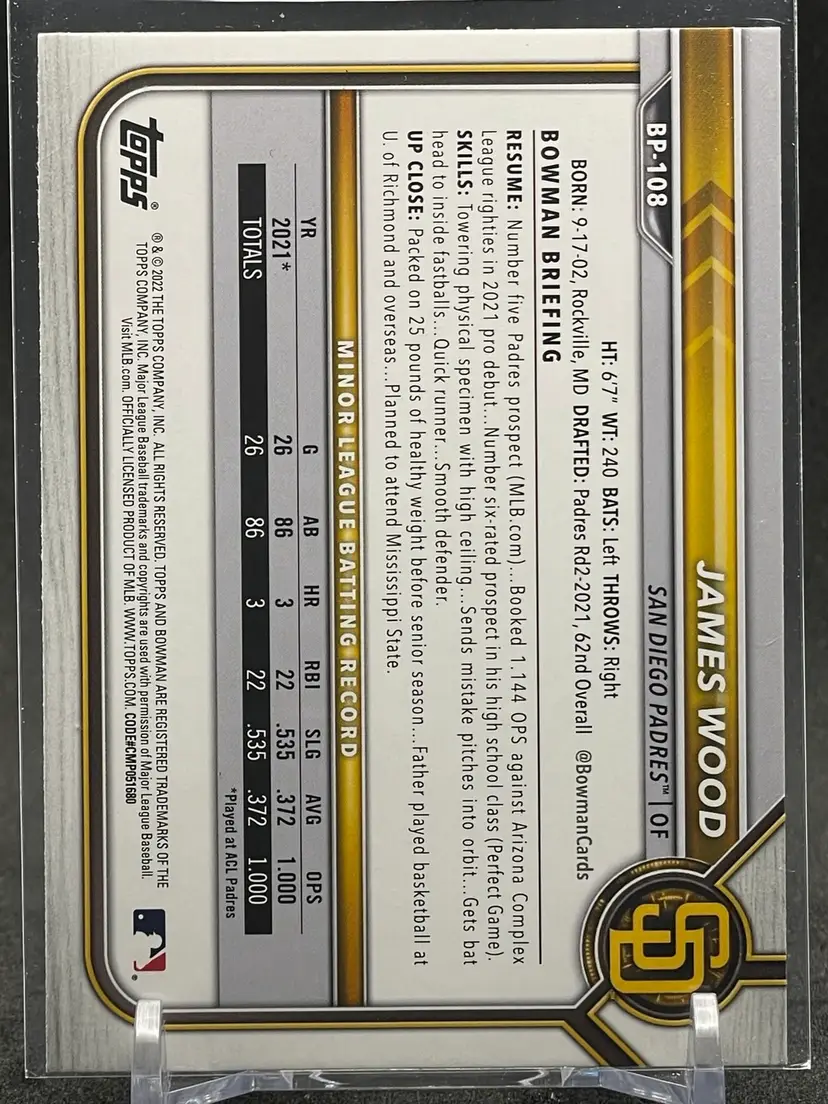 BP-108
JAMES WOOD
SAN DIEGO PADRES™ | OF
SD
HT: 6'7" WT: 240 BATS: Left THROWS: Right
BORN: 9-17-02, Rockville, MD DRAFTED: Padres Rd2-2021, 62nd Overall @BowmanCards
BOWMAN BRIEFING
RESUME: Number five Padres prospect (MLB.com)...Booked 1.144 OPS against Arizona Complex
League righties in 2021 pro debut...Number six-rated prospect in his high school class (Perfect Game).
SKILLS: Towering physical specimen with high ceiling...Sends mistake pitches into orbit...Gets bat
head to inside fastballs...Quick runner...Smooth defender.
UP CLOSE: Packed on 25 pounds of healthy weight before senior season...Father played basketball at
U. of Richmond and overseas...Planned to attend Mississippi State.
MINOR LEAGUE BATTING RECORD
YR G AB HR RBI SLG AVG OPS
2021* 26 86 3 22 .535 .372 1.000
TOTALS 26 86 3 22 .535 .372 1.000
*Played at ACL Padres
topps®
® & © 2022 THE TOPPS COMPANY, INC. ALL RIGHTS RESERVED. TOPPS AND BOWMAN ARE REGISTERED TRADEMARKS OF THE
TOPPS COMPANY, INC. Major League Baseball trademarks and copyrights are used with permission of Major League Baseball.
Visit MLB.com. OFFICIALLY LICENSED PRODUCT OF MLB. WWW.TOPPS.COM. CODE#CMP051680